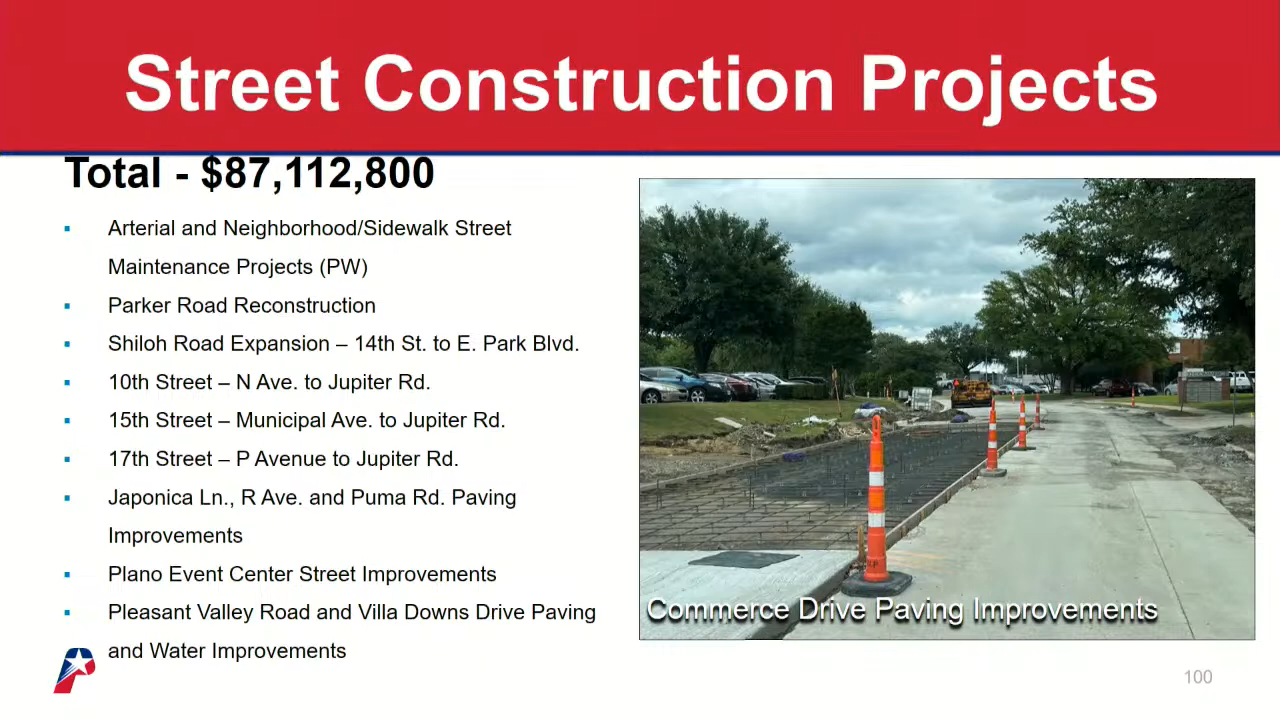 Street Construction Projects
Total - $87,112,800
▪ Arterial and Neighborhood/Sidewalk Street
Maintenance Projects (PW)
▪ Parker Road Reconstruction
▪ Shiloh Road Expansion – 14th St. to E. Park Blvd.
▪ 10th Street – N Ave. to Jupiter Rd.
▪ 15th Street – Municipal Ave. to Jupiter Rd.
▪ 17th Street – P Avenue to Jupiter Rd.
▪ Japonica Ln., R Ave. and Puma Rd. Paving
Improvements
▪ Plano Event Center Street Improvements
▪ Pleasant Valley Road and Villa Downs Drive Paving
and Water Improvements
Commerce Drive Paving Improvements
100